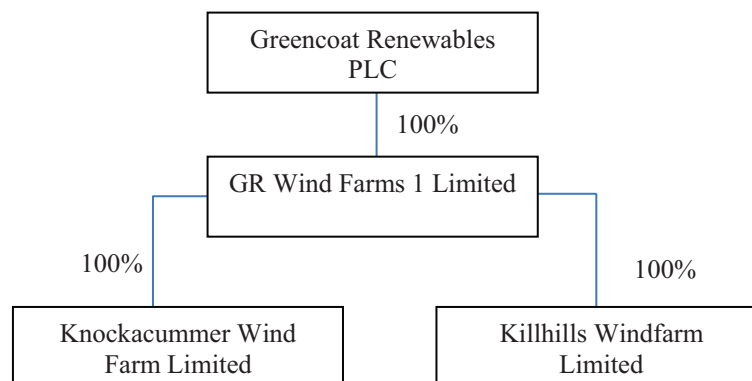 Greencoat Renewables
PLC
100%
GR Wind Farms 1 Limited
100%
100%
Knockacummer Wind
Farm Limited
Killhills Windfarm
Limited